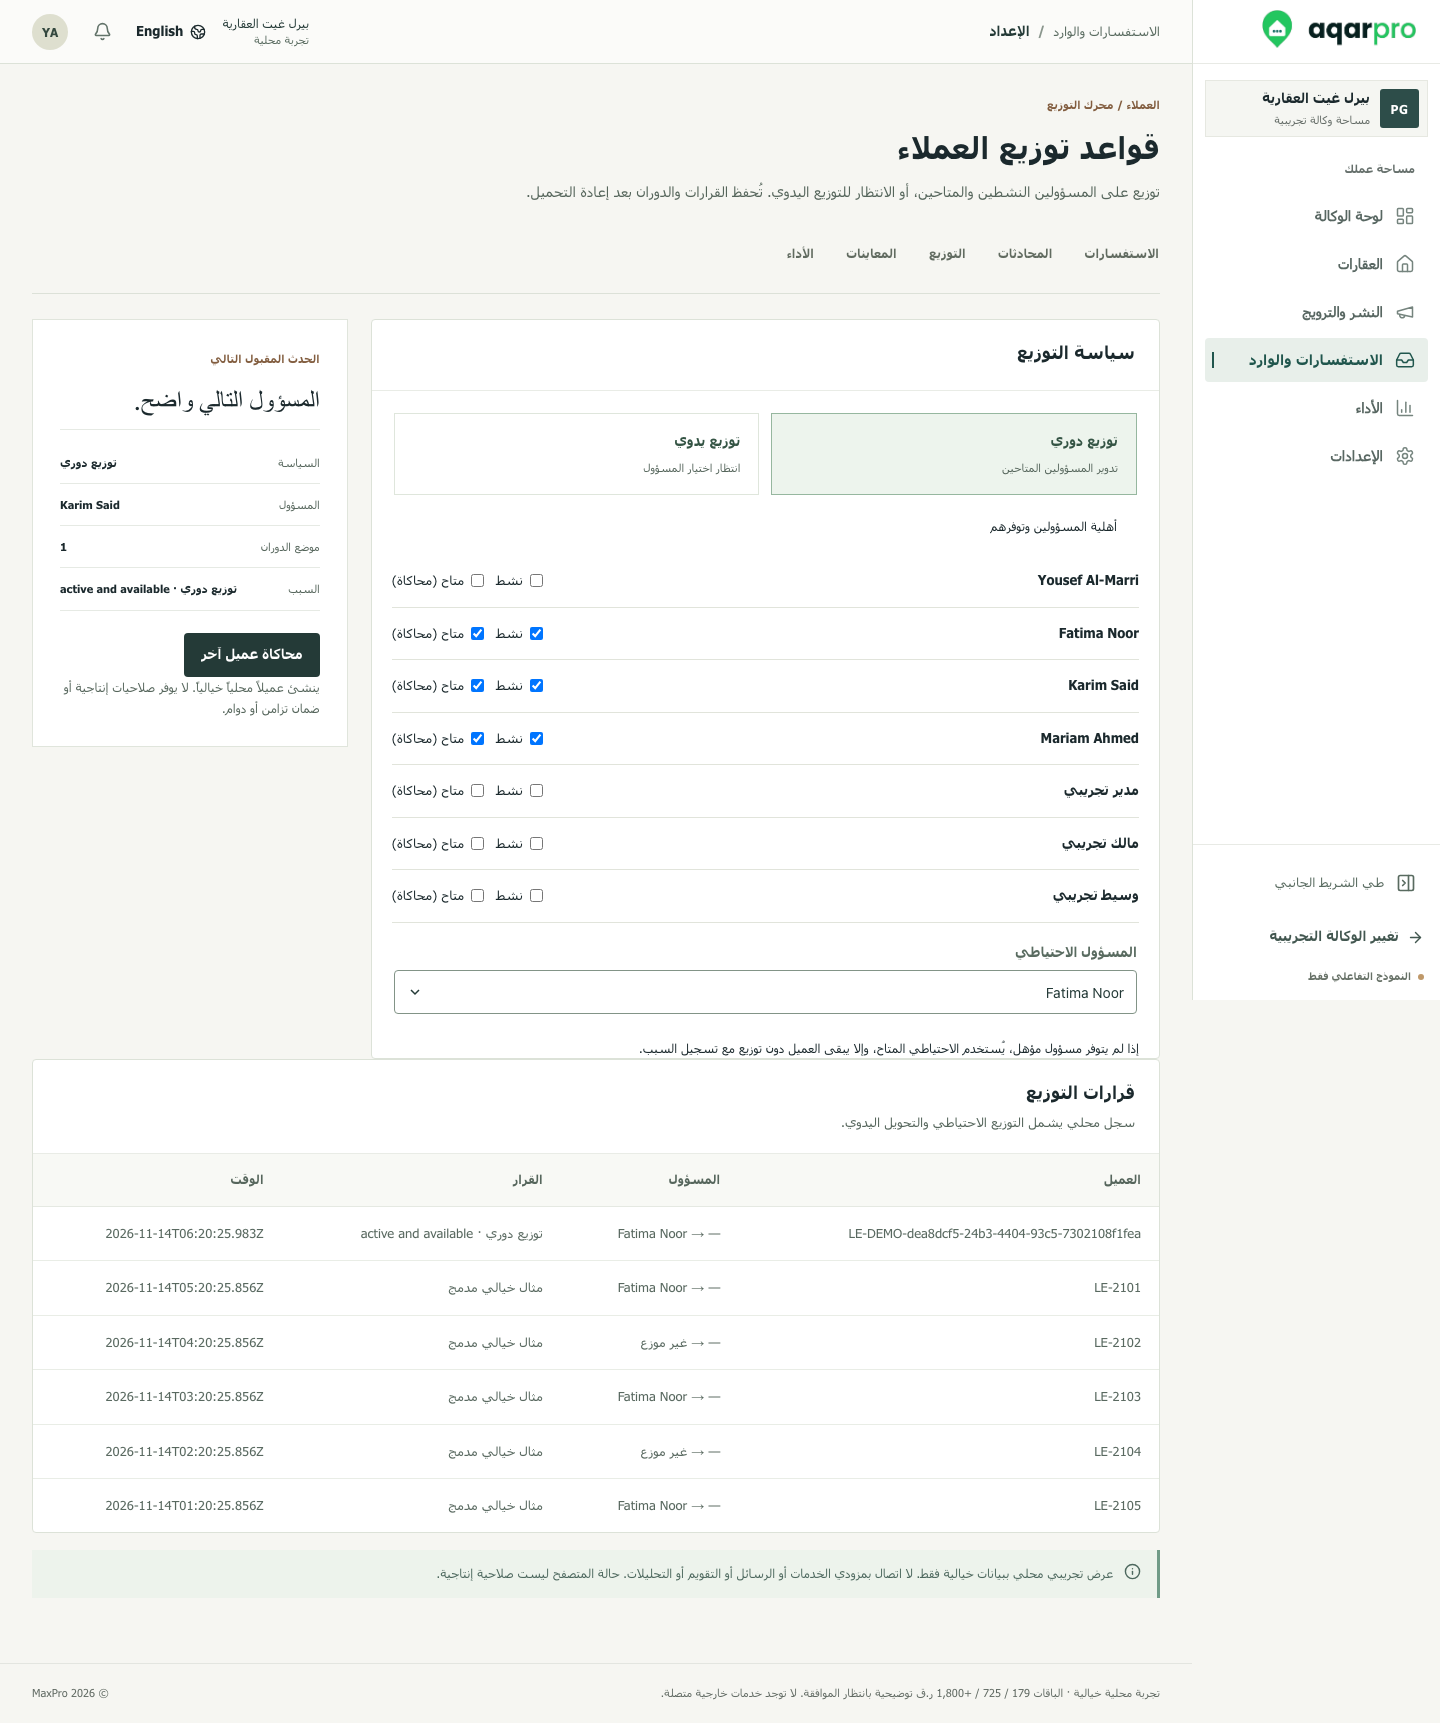 aqarpro
PG
بيرل غيت العقارية
مساحة وكالة تجريبية
مساحة عملك
لوحة الوكالة
العقارات
النشر والترويج
الاستفسارات والوارد
الأداء
الإعدادات
طي الشريط الجانبي
تغيير الوكالة التجريبية
النموذج التفاعلي فقط
الاستفسارات والوارد / الإعداد
بيرل غيت العقارية
تجربة محلية
English
YA
العملاء / محرك التوزيع
قواعد توزيع العملاء
توزيع على المسؤولين النشطين والمتاحين، أو الانتظار للتوزيع اليدوي. تُحفظ القرارات والدوران بعد إعادة التحميل.
الاستفسارات المحادثات التوزيع المعاينات الأداء
سياسة التوزيع
توزيع دوري
تدوير المسؤولين المتاحين
توزيع يدوي
انتظار اختيار المسؤول
أهلية المسؤولين وتوفرهم
Yousef Al-Marri نشط متاح (محاكاة)
Fatima Noor نشط متاح (محاكاة)
Karim Said نشط متاح (محاكاة)
Mariam Ahmed نشط متاح (محاكاة)
مدير تجريبي نشط متاح (محاكاة)
مالك تجريبي نشط متاح (محاكاة)
وسيط تجريبي نشط متاح (محاكاة)
المسؤول الاحتياطي
Fatima Noor
إذا لم يتوفر مسؤول مؤهل، يُستخدم الاحتياطي المتاح، وإلا يبقى العميل دون توزيع مع تسجيل السبب.
الحدث المقبول التالي
المسؤول التالي واضح.
السياسة توزيع دوري
المسؤول Karim Said
موضع الدوران 1
السبب توزيع دوري · active and available
محاكاة عميل آخر
ينشئ عميلاً محلياً خيالياً. لا يوفر صلاحيات إنتاجية أو
ضمان تزامن أو دوام.
قرارات التوزيع
سجل محلي يشمل التوزيع الاحتياطي والتحويل اليدوي.
العميل المسؤول القرار الوقت
LE-DEMO-dea8dcf5-24b3-4404-93c5-7302108f1fea — → Fatima Noor توزيع دوري · active and available 2026-11-14T06:20:25.983Z
LE-2101 — → Fatima Noor مثال خيالي مدمج 2026-11-14T05:20:25.856Z
LE-2102 — → غير موزع مثال خيالي مدمج 2026-11-14T04:20:25.856Z
LE-2103 — → Fatima Noor مثال خيالي مدمج 2026-11-14T03:20:25.856Z
LE-2104 — → غير موزع مثال خيالي مدمج 2026-11-14T02:20:25.856Z
LE-2105 — → Fatima Noor مثال خيالي مدمج 2026-11-14T01:20:25.856Z
عرض تجريبي محلي ببيانات خيالية فقط. لا اتصال بمزودي الخدمات أو الرسائل أو التقويم أو التحليلات. حالة المتصفح ليست صلاحية إنتاجية.
تجربة محلية خيالية · الباقات 179 / 725 / +1,800 ر.ق توضيحية بانتظار الموافقة. لا توجد خدمات خارجية متصلة.
© 2026 MaxPro